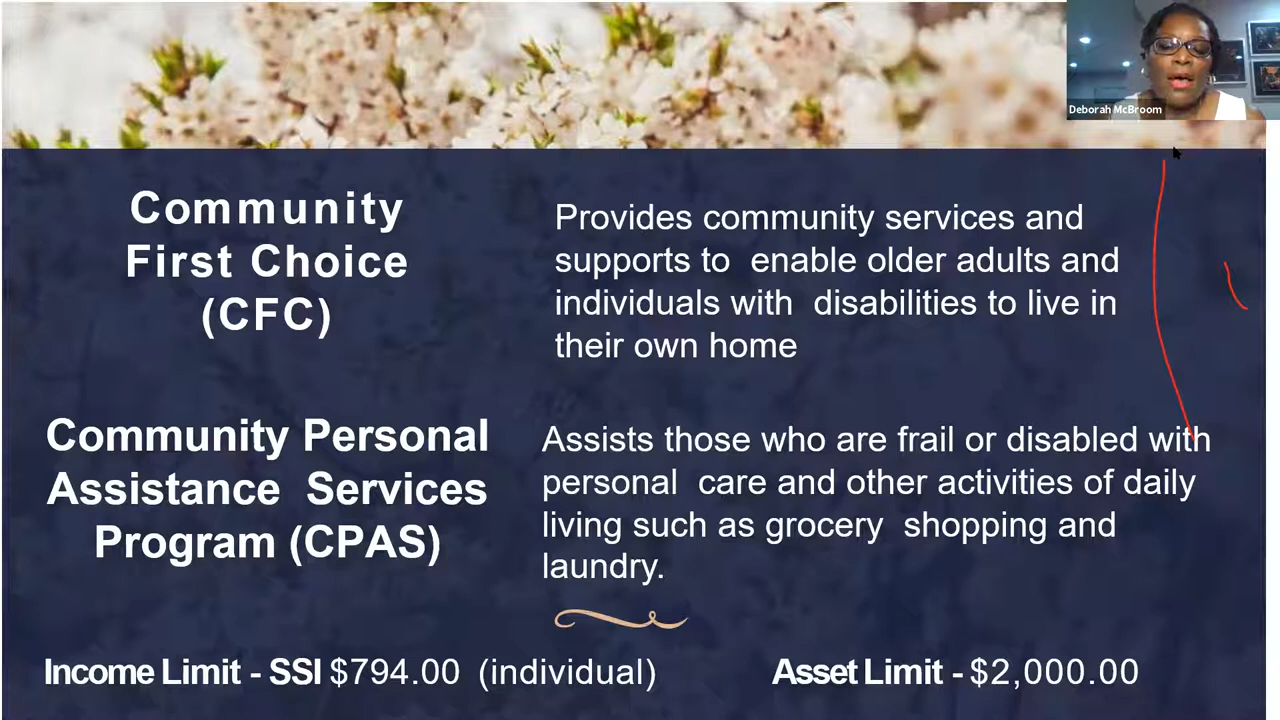 Deborah McBroom
Community
First Choice
(CFC)
Provides community services and
supports to enable older adults and
individuals with disabilities to live in
their own home
Community Personal
Assistance Services
Program (CPAS)
Assists those who are frail or disabled with
personal care and other activities of daily
living such as grocery shopping and
laundry.
Income Limit - SSI $794.00 (individual)
Asset Limit - $2,000.00